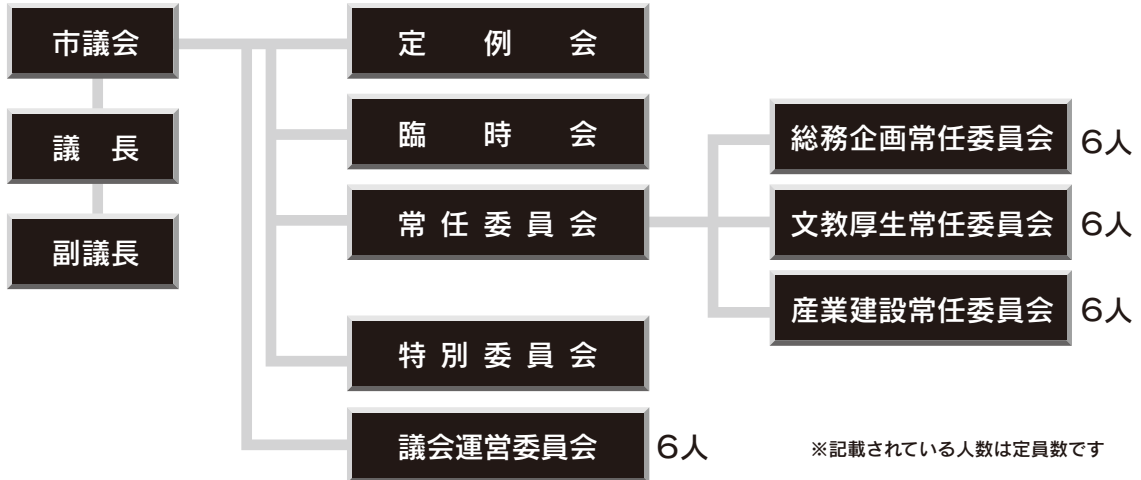 市議会
議 長
副議長
定 例 会
臨 時 会
常 任 委 員 会
特 別 委 員 会
議会運営委員会 6人
総務企画常任委員会 6人
文教厚生常任委員会 6人
産業建設常任委員会 6人
※記載されている人数は定員数です